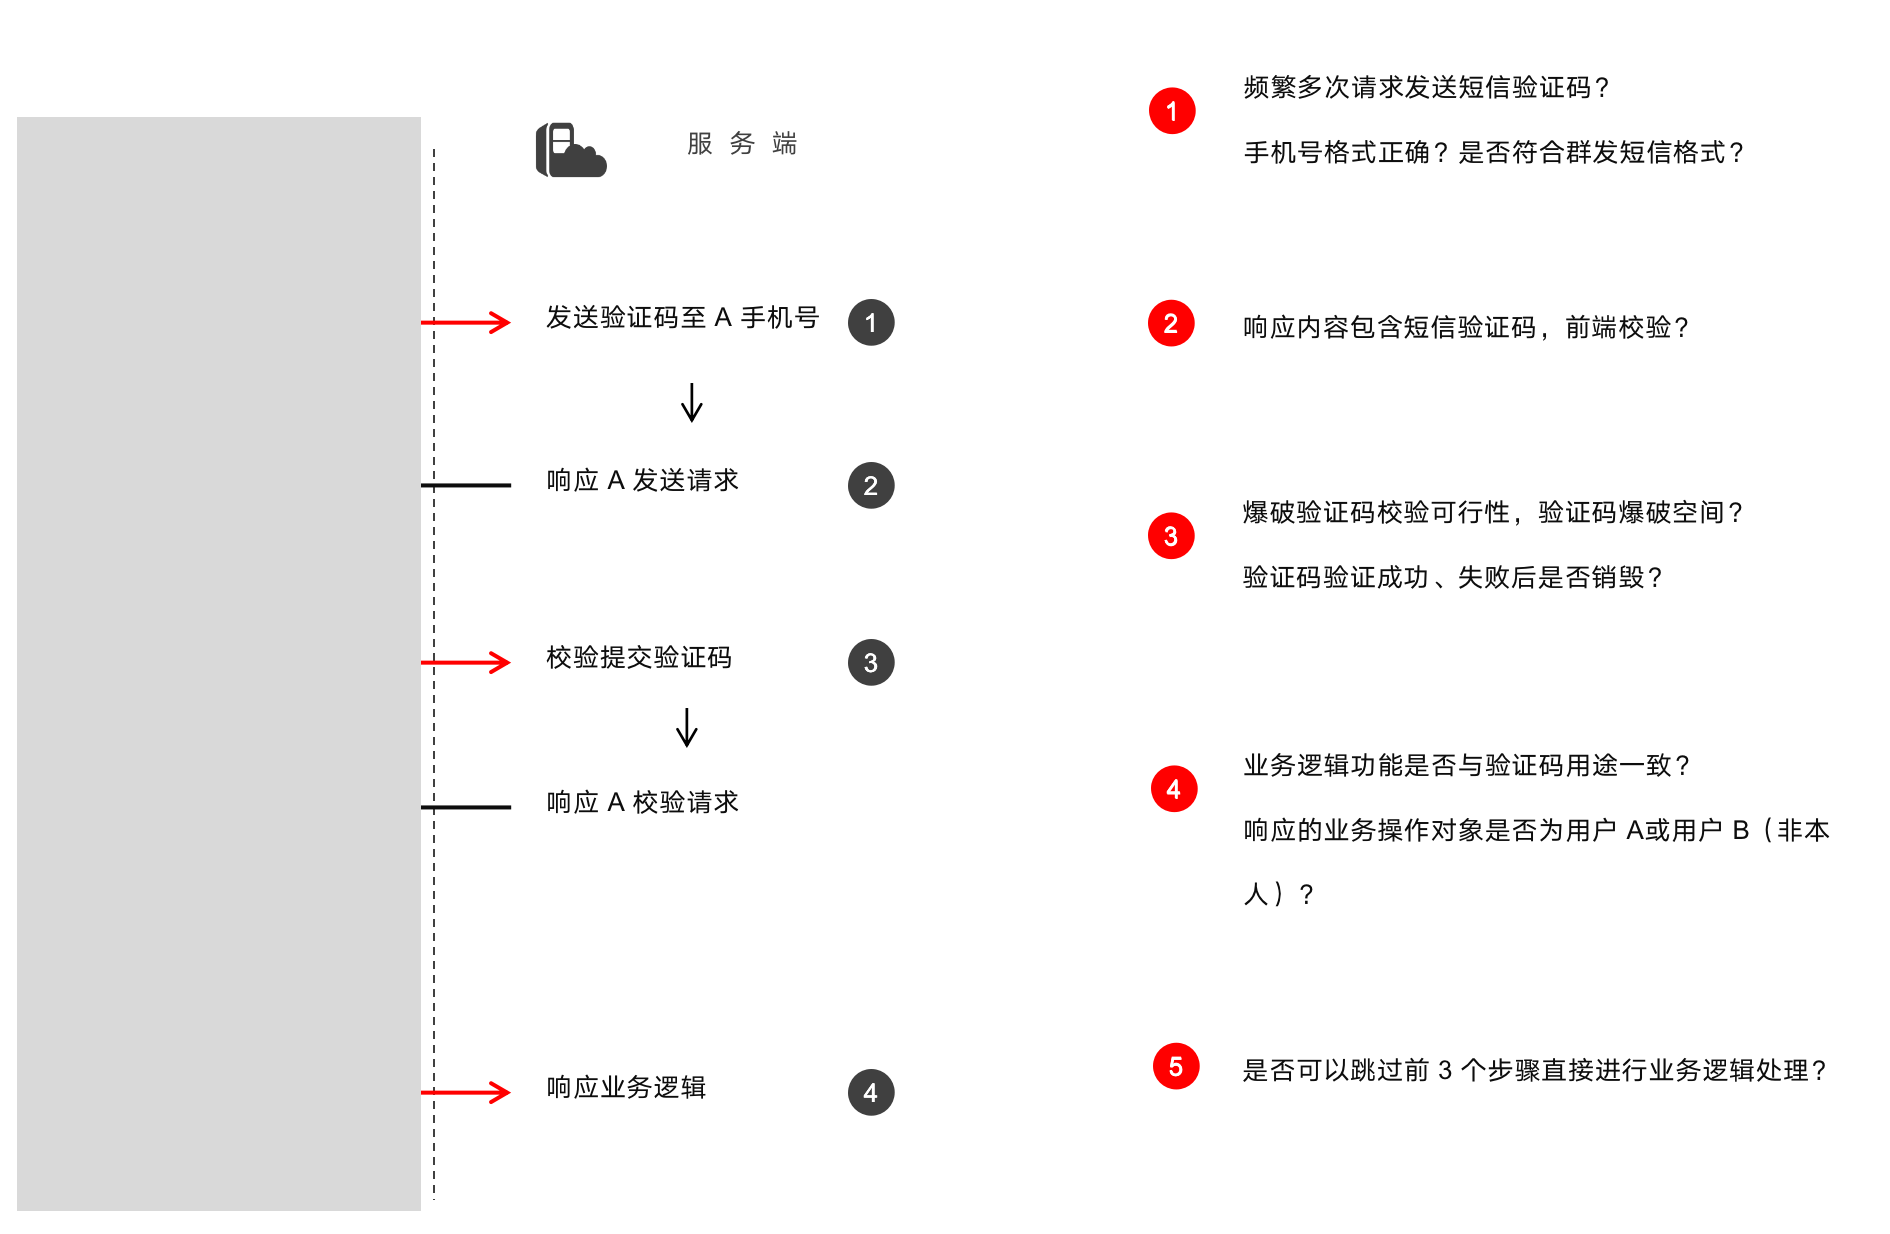 服务端
发送验证码至 A 手机号 1
响应 A 发送请求 2
校验提交验证码 3
响应 A 校验请求
响应业务逻辑 4
1 频繁多次请求发送短信验证码？
手机号格式正确？是否符合群发短信格式？
2 响应内容包含短信验证码，前端校验？
3 爆破验证码校验可行性，验证码爆破空间？
验证码验证成功、失败后是否销毁？
4 业务逻辑功能是否与验证码用途一致？
响应的业务操作对象是否为用户 A或用户 B（非本
人）？
5 是否可以跳过前 3 个步骤直接进行业务逻辑处理？